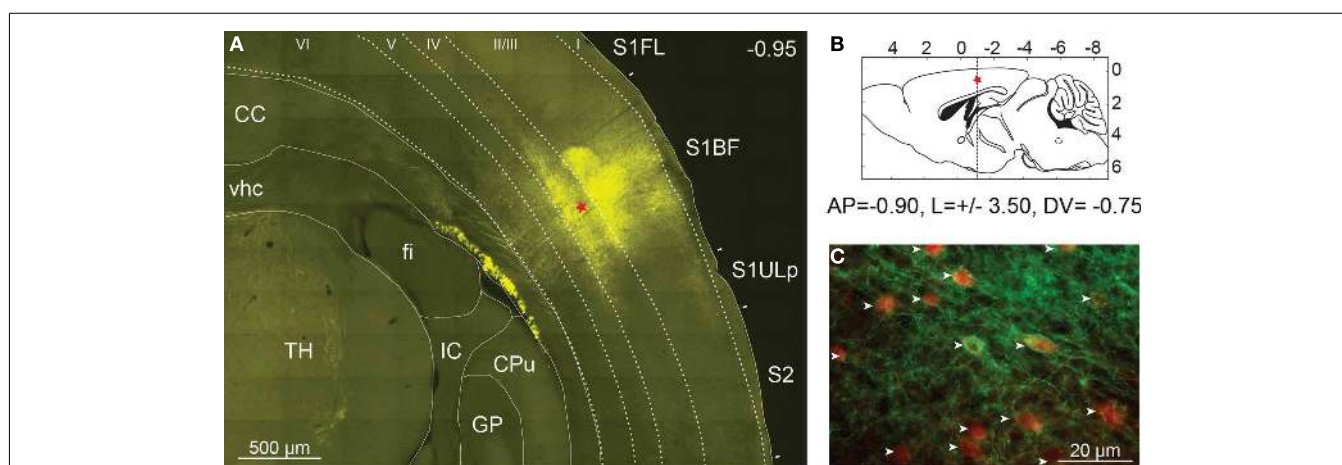 A
VI V IV II/III I
S1FL
-0.95
CC
S1BF
vhc
fi
S1ULp
TH
IC
CPu
S2
GP
500 µm
B
4 2 0 -2 -4 -6 -8
0
2
4
6
AP=-0.90, L=+/- 3.50, DV= -0.75
C
20 µm